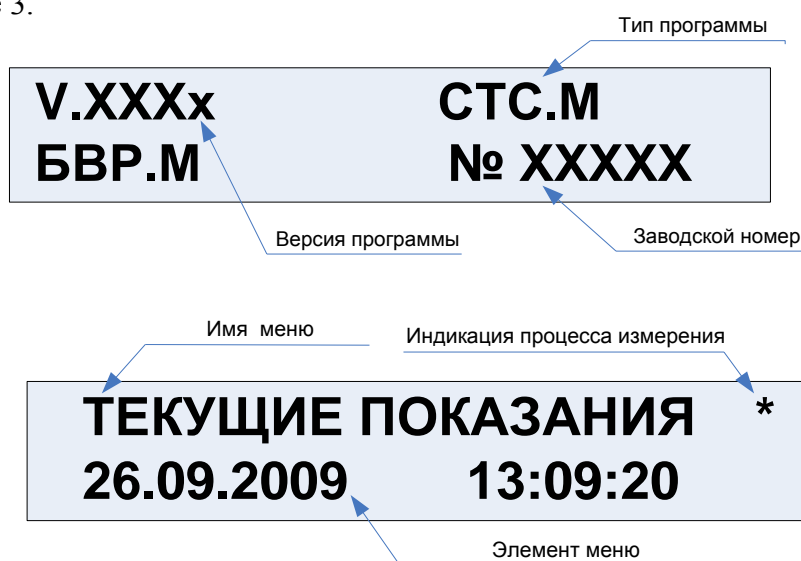 3.
Тип программы
V.XXXx СТС.М
БВР.М № XXXXX
Версия программы Заводской номер
Имя меню Индикация процесса измерения
ТЕКУЩИЕ ПОКАЗАНИЯ *
26.09.2009 13:09:20
Элемент меню